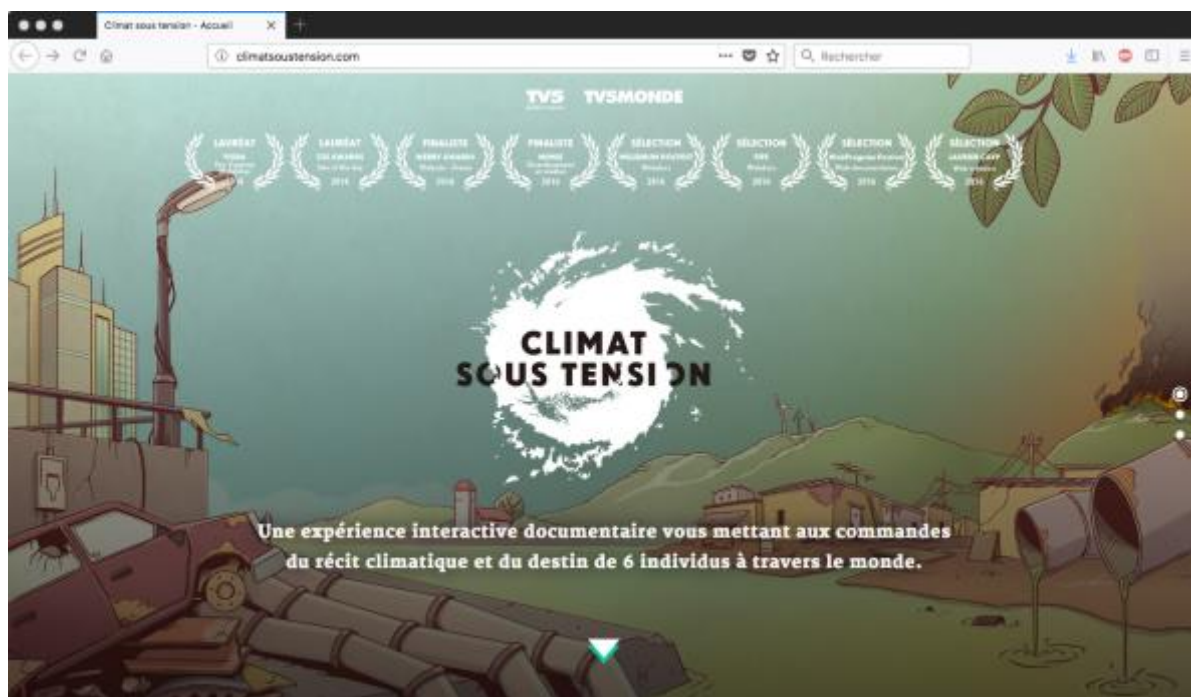 Climat sous tension - Accueil
climatsoustension.com
Rechercher
TV5 TV5MONDE
LAURÉAT LAURÉAT FINALISTE FINALISTE SÉLECTION SÉLECTION SÉLECTION SÉLECTION
CLIMAT
SOUS TENSION
Une expérience interactive documentaire vous mettant aux commandes
du récit climatique et du destin de 6 individus à travers le monde.